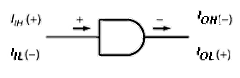 I_IH (+)
+
−
I_OH(−)
I_IL(−)
I_OL(+)